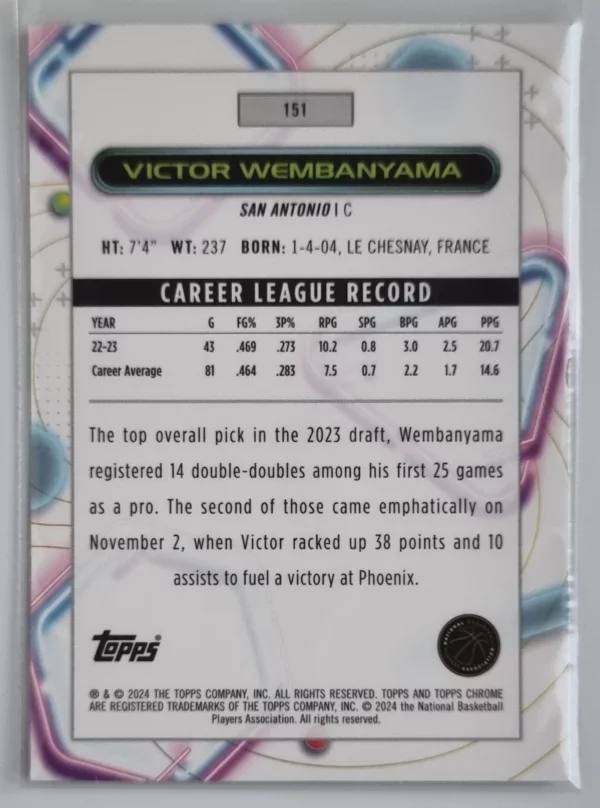 151
VICTOR WEMBANYAMA
SAN ANTONIO | C
HT: 7'4" WT: 237 BORN: 1-4-04, LE CHESNAY, FRANCE
CAREER LEAGUE RECORD
YEAR G FG% 3P% RPG SPG BPG APG PPG
22-23 43 .469 .273 10.2 0.8 3.0 2.5 20.7
Career Average 81 .464 .283 7.5 0.7 2.2 1.7 14.6
The top overall pick in the 2023 draft, Wembanyama
registered 14 double-doubles among his first 25 games
as a pro. The second of those came emphatically on
November 2, when Victor racked up 38 points and 10
assists to fuel a victory at Phoenix.
Topps®
NATIONAL BASKETBALL
ASSOCIATION
® & © 2024 THE TOPPS COMPANY, INC. ALL RIGHTS RESERVED. TOPPS AND TOPPS CHROME
ARE REGISTERED TRADEMARKS OF THE TOPPS COMPANY, INC. © 2024 the National Basketball
Players Association. All rights reserved.